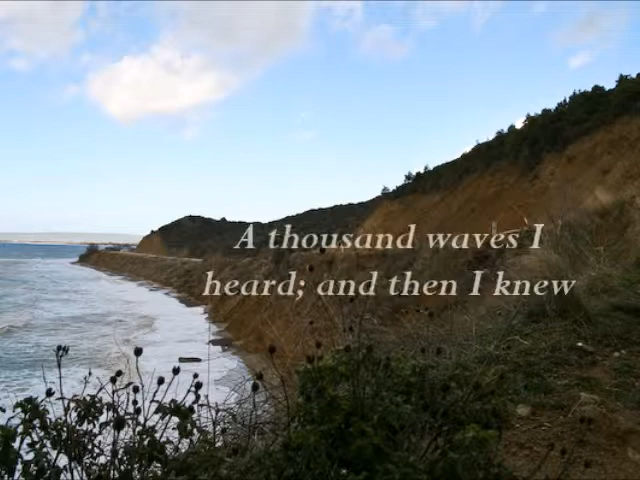 A thousand waves I
heard; and then I knew